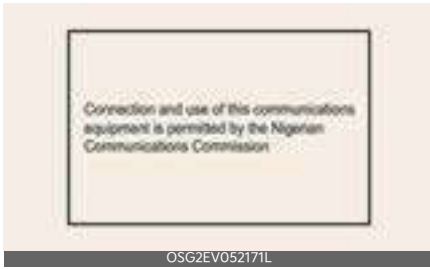 Connection and use of this communications
equipment is permitted by the Nigerian
Communications Commission
OSG2EV052171L